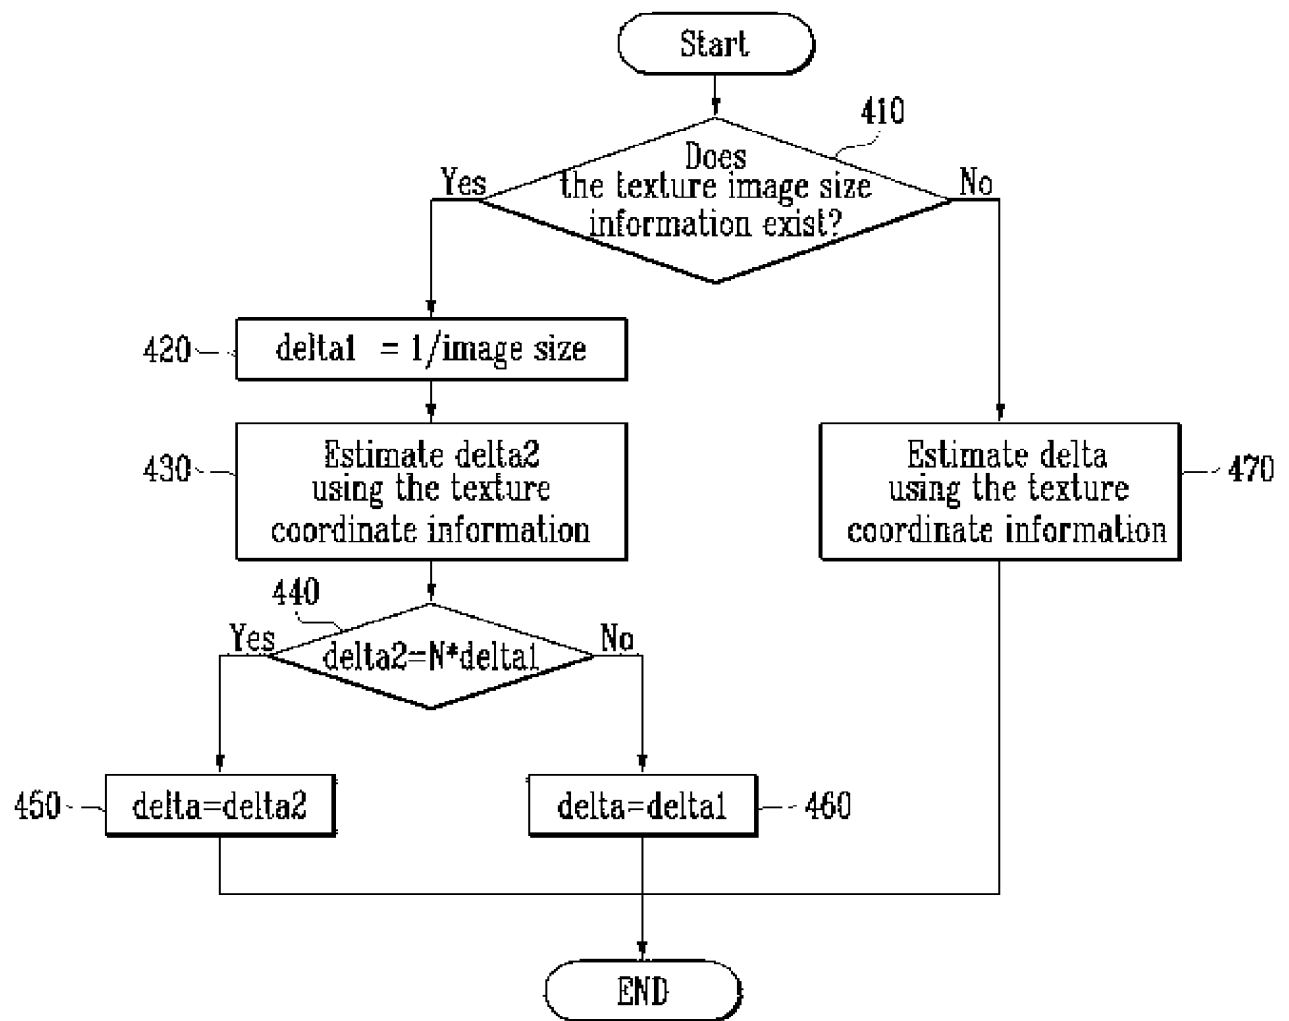 Start
410
Does
the texture image size
information exist?
Yes
No
420
delta1 = 1/image size
430
Estimate delta2
using the texture
coordinate information
Estimate delta
using the texture
coordinate information
470
440
Yes
delta2=N*delta1
No
450
delta=delta2
delta=delta1
460
END